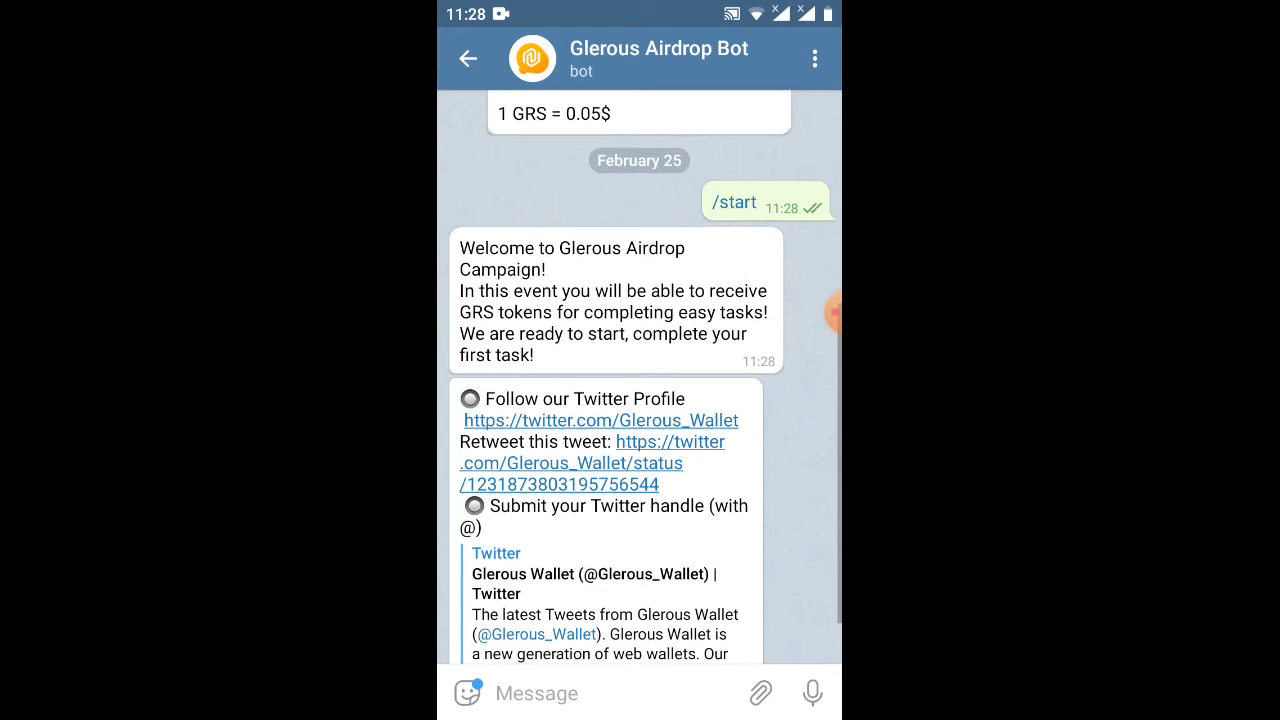 11:28
Glerous Airdrop Bot
bot
1 GRS = 0.05$
February 25
/start 11:28
Welcome to Glerous Airdrop
Campaign!
In this event you will be able to receive
GRS tokens for completing easy tasks!
We are ready to start, complete your
first task!
11:28
Follow our Twitter Profile
https://twitter.com/Glerous_Wallet
Retweet this tweet: https://twitter
.com/Glerous_Wallet/status
/1231873803195756544
Submit your Twitter handle (with
@)
Twitter
Glerous Wallet (@Glerous_Wallet) |
Twitter
The latest Tweets from Glerous Wallet
(@Glerous_Wallet). Glerous Wallet is
a new generation of web wallets. Our
Message